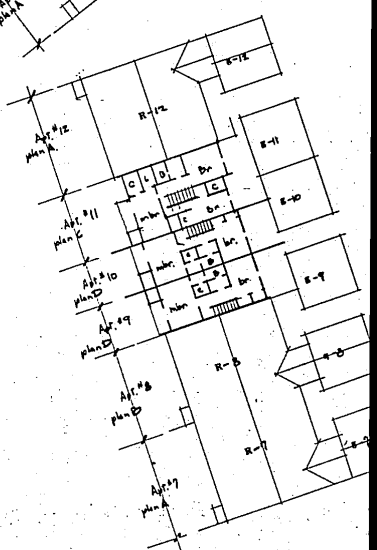 plan A
Apt. #12
plan A
R-12
B-12
B-11
B-10
C L D
Br
C
Apt. #11
plan C
mbr
br.
C
Apt. #10
plan D
mbr.
br.
C
B
B
C
Apt. #9
plan D
mbr
br.
B-9
Apt. #8
plan B
R-8
R-7
Apt. #7
plan A